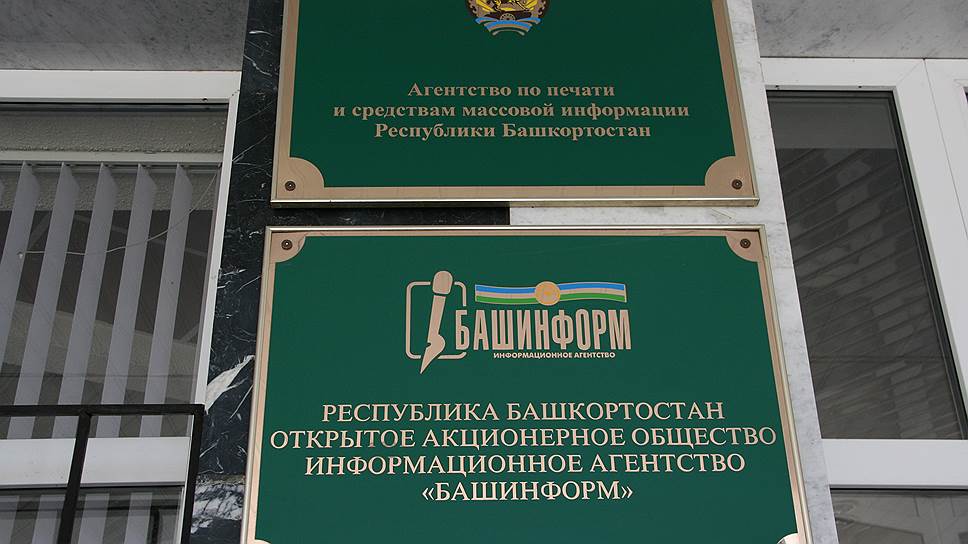 Агентство по печати
и средствам массовой информации
Республики Башкортостан
БАШИНФОРМ
ИНФОРМАЦИОННОЕ АГЕНТСТВО
РЕСПУБЛИКА БАШКОРТОСТАН
ОТКРЫТОЕ АКЦИОНЕРНОЕ ОБЩЕСТВО
ИНФОРМАЦИОННОЕ АГЕНТСТВО
«БАШИНФОРМ»